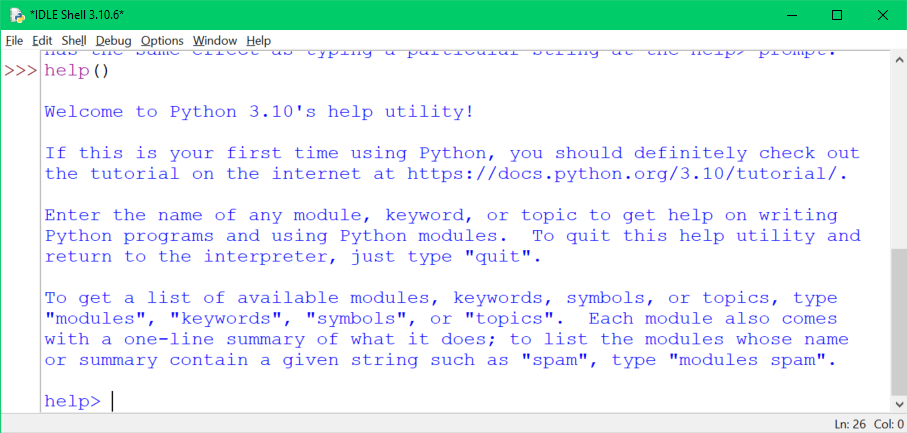 *IDLE Shell 3.10.6*
File Edit Shell Debug Options Window Help
has the same effect as typing a particular string at the help> prompt.
>>> help()
Welcome to Python 3.10's help utility!
If this is your first time using Python, you should definitely check out
the tutorial on the internet at https://docs.python.org/3.10/tutorial/.
Enter the name of any module, keyword, or topic to get help on writing
Python programs and using Python modules.  To quit this help utility and
return to the interpreter, just type "quit".
To get a list of available modules, keywords, symbols, or topics, type
"modules", "keywords", "symbols", or "topics".  Each module also comes
with a one-line summary of what it does; to list the modules whose name
or summary contain a given string such as "spam", type "modules spam".
help>
Ln: 26 Col: 0